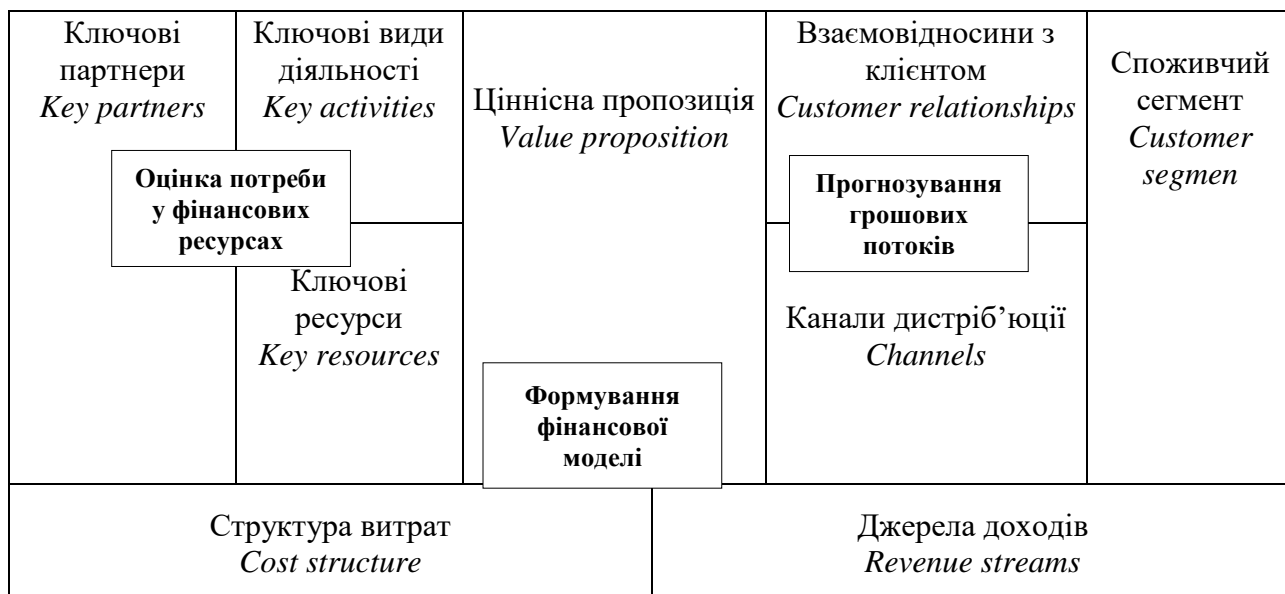 Ключові
партнери
Key partners
Ключові види
діяльності
Key activities
Ціннісна пропозиція
Value proposition
Взаємовідносини з
клієнтом
Customer relationships
Споживчий
сегмент
Customer
segmen
Оцінка потреби
у фінансових
ресурсах
Прогнозування
грошових
потоків
Ключові
ресурси
Key resources
Канали дистриб’юції
Channels
Формування
фінансової
моделі
Структура витрат
Cost structure
Джерела доходів
Revenue streams